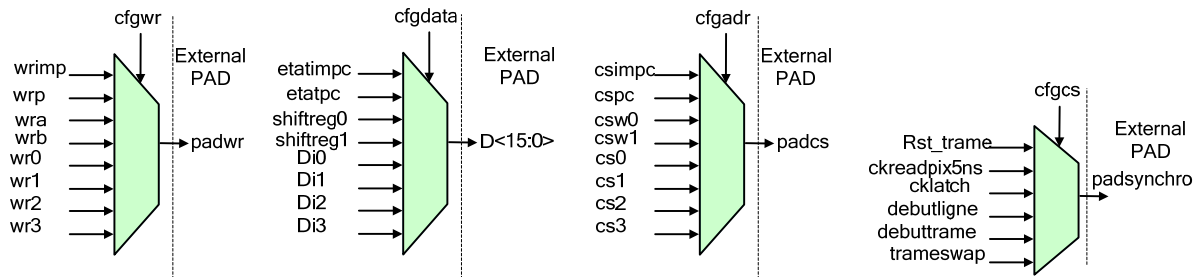 cfgwr
External
PAD
wrimp
wrp
wra
wrb
wr0
wr1
wr2
wr3
padwr
cfgdata
External
PAD
etatimpc
etatpc
shiftreg0
shiftreg1
Di0
Di1
Di2
Di3
D<15:0>
cfgadr
External
PAD
csimpc
cspc
csw0
csw1
cs0
cs1
cs2
cs3
padcs
cfgcs
External
PAD
padsynchro
Rst_trame
ckreadpix5ns
cklatch
debutligne
debuttrame
trameswap